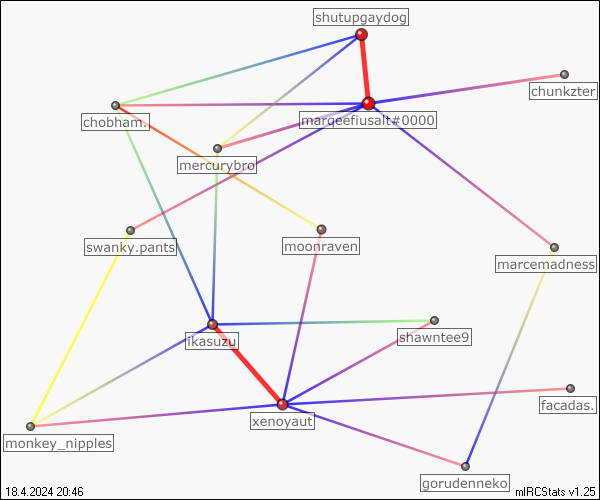 shutupgaydog
chunkzter
chobham.
marqeefiusalt#0000
mercurybro
swanky.pants
moonraven
marcemadness
ikasuzu
shawntee9
xenoyaut
facadas.
monkey_nipples
gorudenneko
18.4.2024 20:46
mIRCStats v1.25